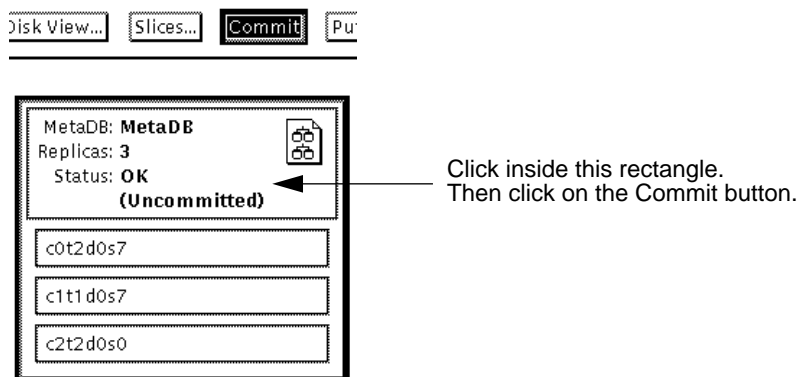 Disk View... Slices... Commit Pu
MetaDB: MetaDB
Replicas: 3
Status: OK
(Uncommitted)
Click inside this rectangle.
Then click on the Commit button.
c0t2d0s7
c1t1d0s7
c2t2d0s0